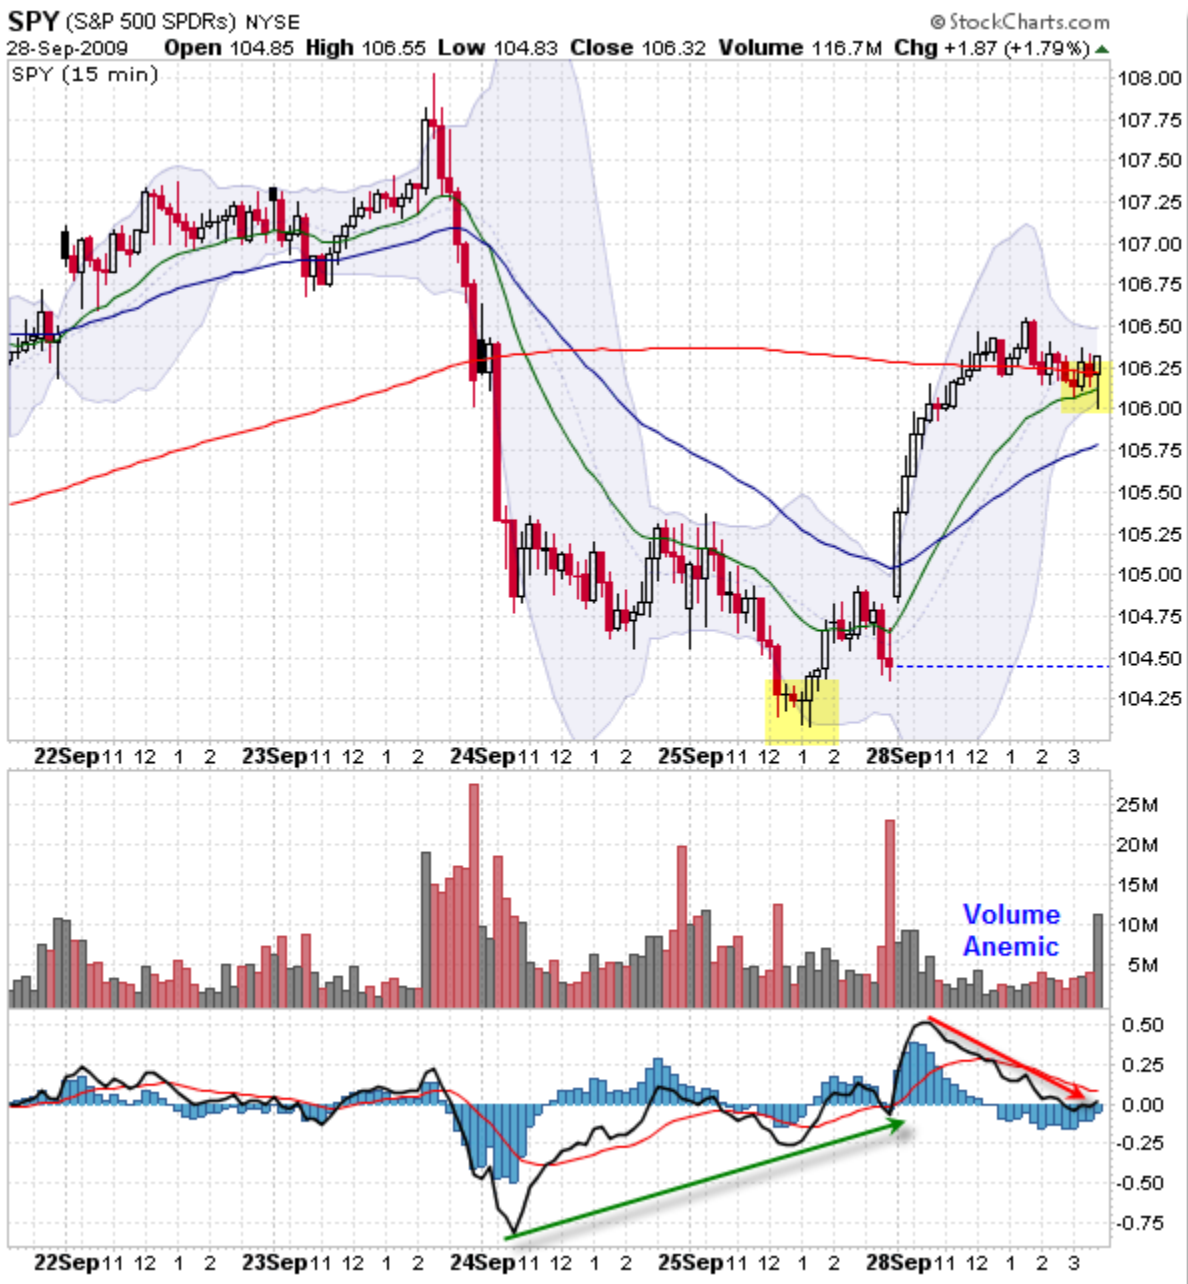 SPY (S&P 500 SPDRs) NYSE © StockCharts.com
28-Sep-2009 Open 104.85 High 106.55 Low 104.83 Close 106.32 Volume 116.7M Chg +1.87 (+1.79%) ▲
SPY (15 min)
108.00
107.75
107.50
107.25
107.00
106.75
106.50
106.25
106.00
105.75
105.50
105.25
105.00
104.75
104.50
104.25
22Sep 11 12 1 2 23Sep 11 12 1 2 24Sep 11 12 1 2 25Sep 11 12 1 2 28Sep 11 12 1 2 3
25M
20M
15M
10M
5M
Volume
Anemic
0.50
0.25
0.00
-0.25
-0.50
-0.75
22Sep 11 12 1 2 23Sep 11 12 1 2 24Sep 11 12 1 2 25Sep 11 12 1 2 28Sep 11 12 1 2 3